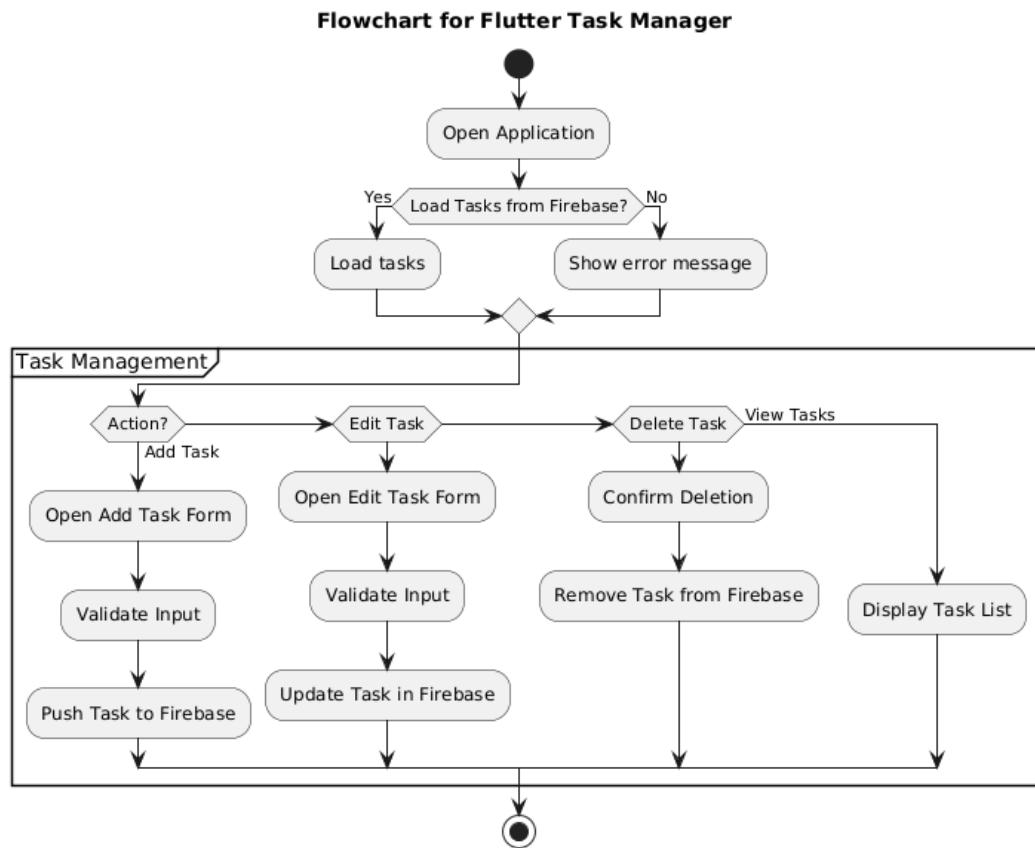 Flowchart for Flutter Task Manager
Open Application
Yes
Load Tasks from Firebase?
No
Load tasks
Show error message
Task Management
Action?
Edit Task
Delete Task
View Tasks
Add Task
Open Add Task Form
Open Edit Task Form
Confirm Deletion
Validate Input
Validate Input
Remove Task from Firebase
Display Task List
Push Task to Firebase
Update Task in Firebase